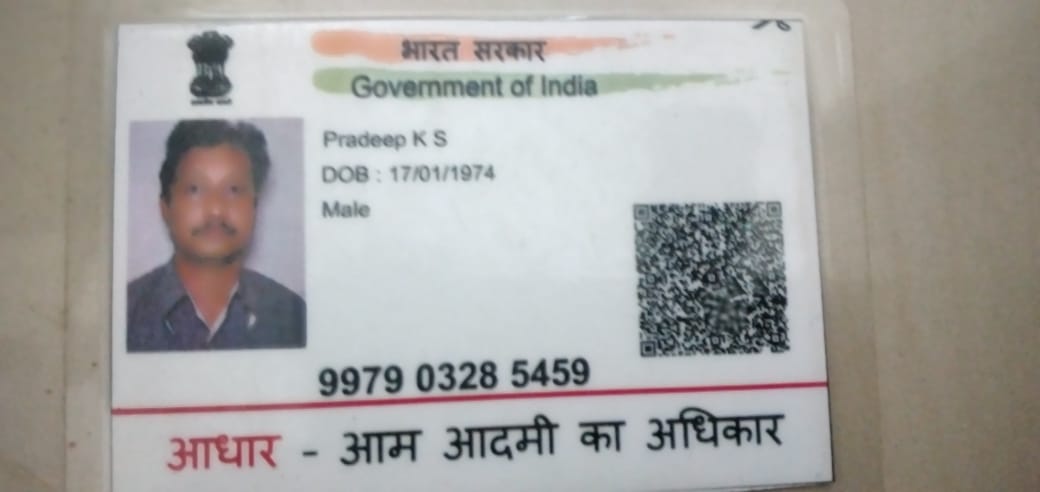 भारत सरकार
Government of India
Pradeep K S
DOB : 17/01/1974
Male
9979 0328 5459
आधार - आम आदमी का अधिकार